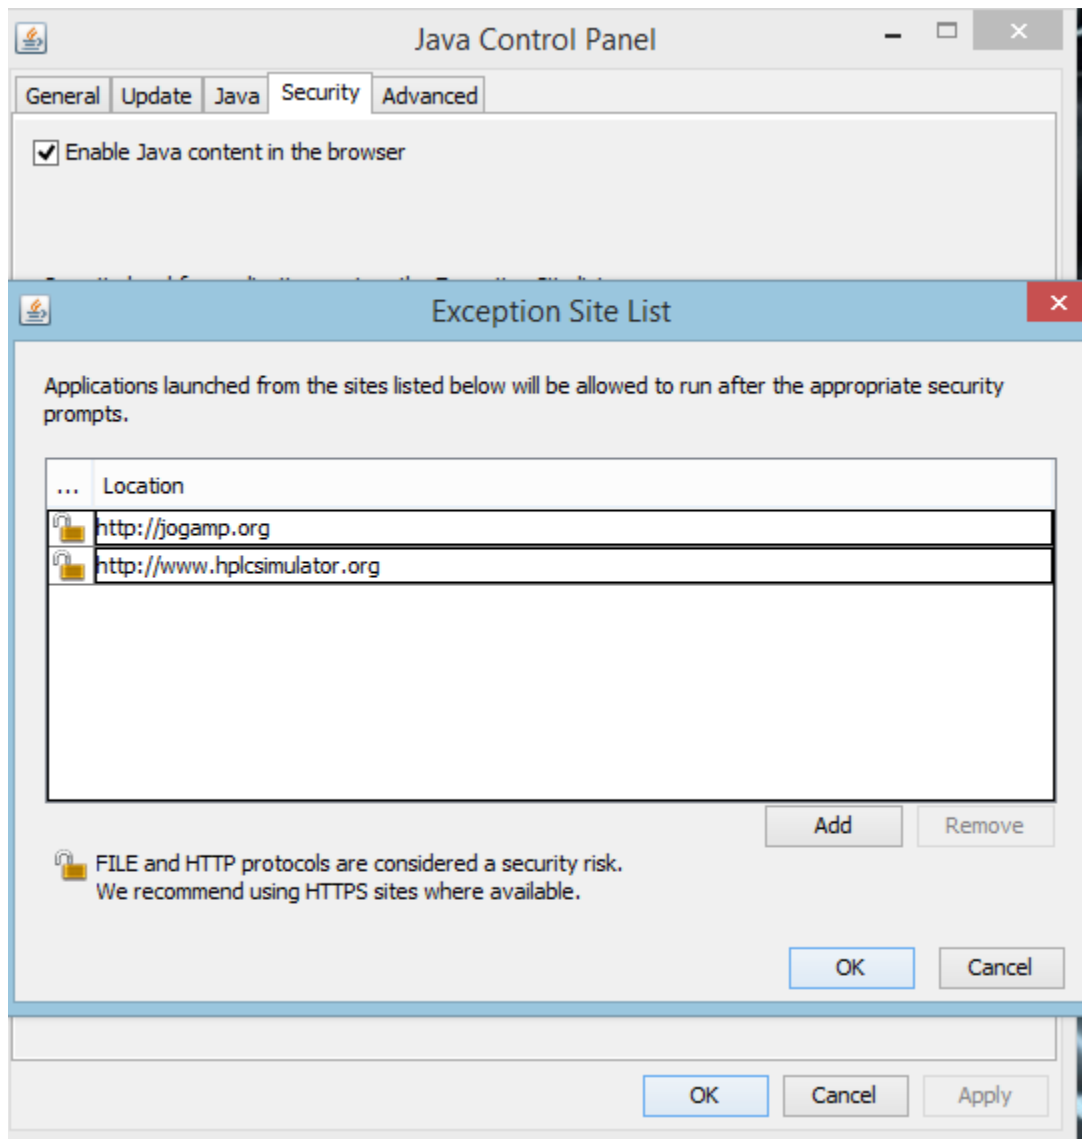 Java Control Panel
General Update Java Security Advanced
Enable Java content in the browser
Exception Site List
Applications launched from the sites listed below will be allowed to run after the appropriate security
prompts.
... Location
http://jogamp.org
http://www.hplcsimulator.org
Add Remove
FILE and HTTP protocols are considered a security risk.
We recommend using HTTPS sites where available.
OK Cancel
OK Cancel Apply